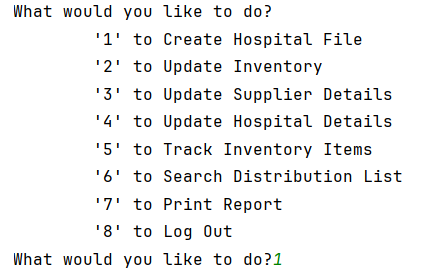 What would you like to do?
'1' to Create Hospital File
'2' to Update Inventory
'3' to Update Supplier Details
'4' to Update Hospital Details
'5' to Track Inventory Items
'6' to Search Distribution List
'7' to Print Report
'8' to Log Out
What would you like to do?1